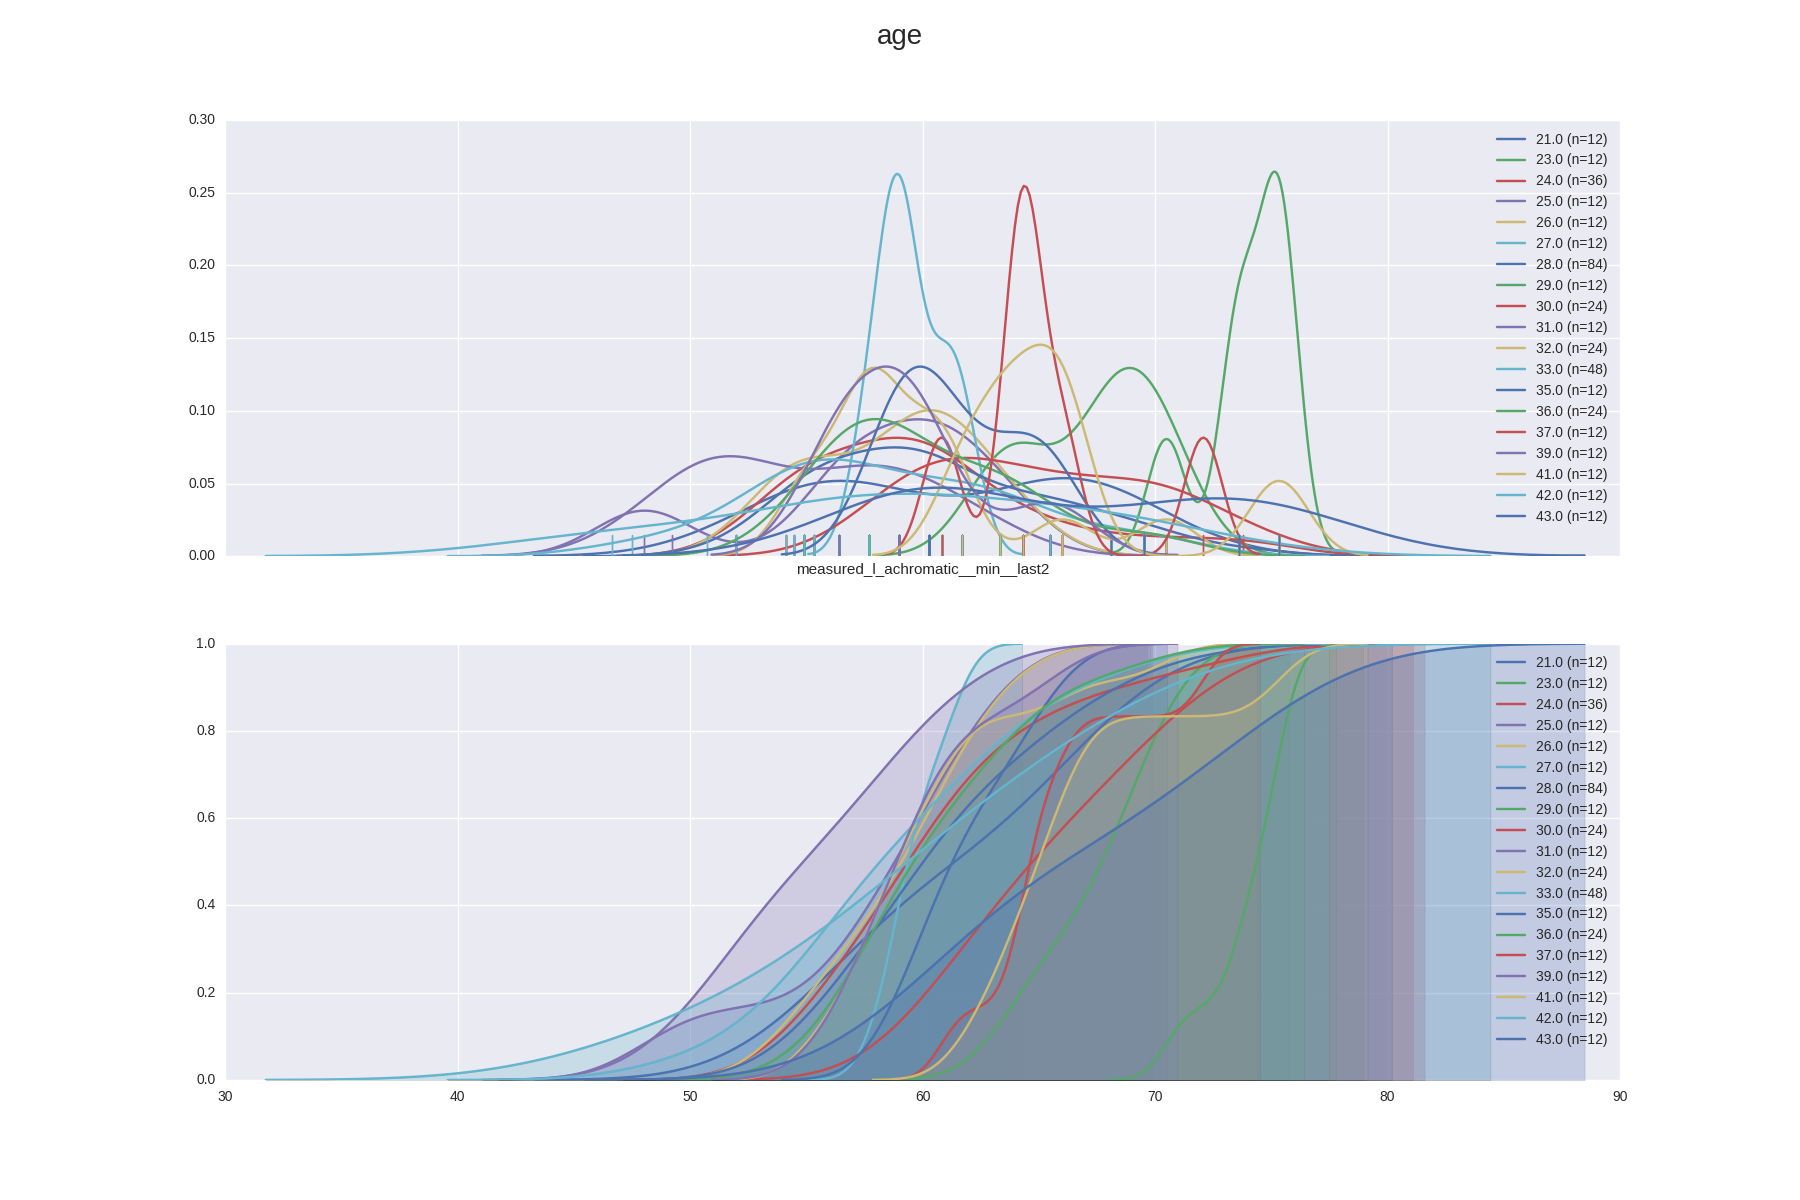 age
0.30
0.25
0.20
0.15
0.10
0.05
0.00
21.0 (n=12)
23.0 (n=12)
24.0 (n=36)
25.0 (n=12)
26.0 (n=12)
27.0 (n=12)
28.0 (n=84)
29.0 (n=12)
30.0 (n=24)
31.0 (n=12)
32.0 (n=24)
33.0 (n=48)
35.0 (n=12)
36.0 (n=24)
37.0 (n=12)
39.0 (n=12)
41.0 (n=12)
42.0 (n=12)
43.0 (n=12)
measured_l_achromatic__min__last2
1.0
0.8
0.6
0.4
0.2
0.0
21.0 (n=12)
23.0 (n=12)
24.0 (n=36)
25.0 (n=12)
26.0 (n=12)
27.0 (n=12)
28.0 (n=84)
29.0 (n=12)
30.0 (n=24)
31.0 (n=12)
32.0 (n=24)
33.0 (n=48)
35.0 (n=12)
36.0 (n=24)
37.0 (n=12)
39.0 (n=12)
41.0 (n=12)
42.0 (n=12)
43.0 (n=12)
30 40 50 60 70 80 90